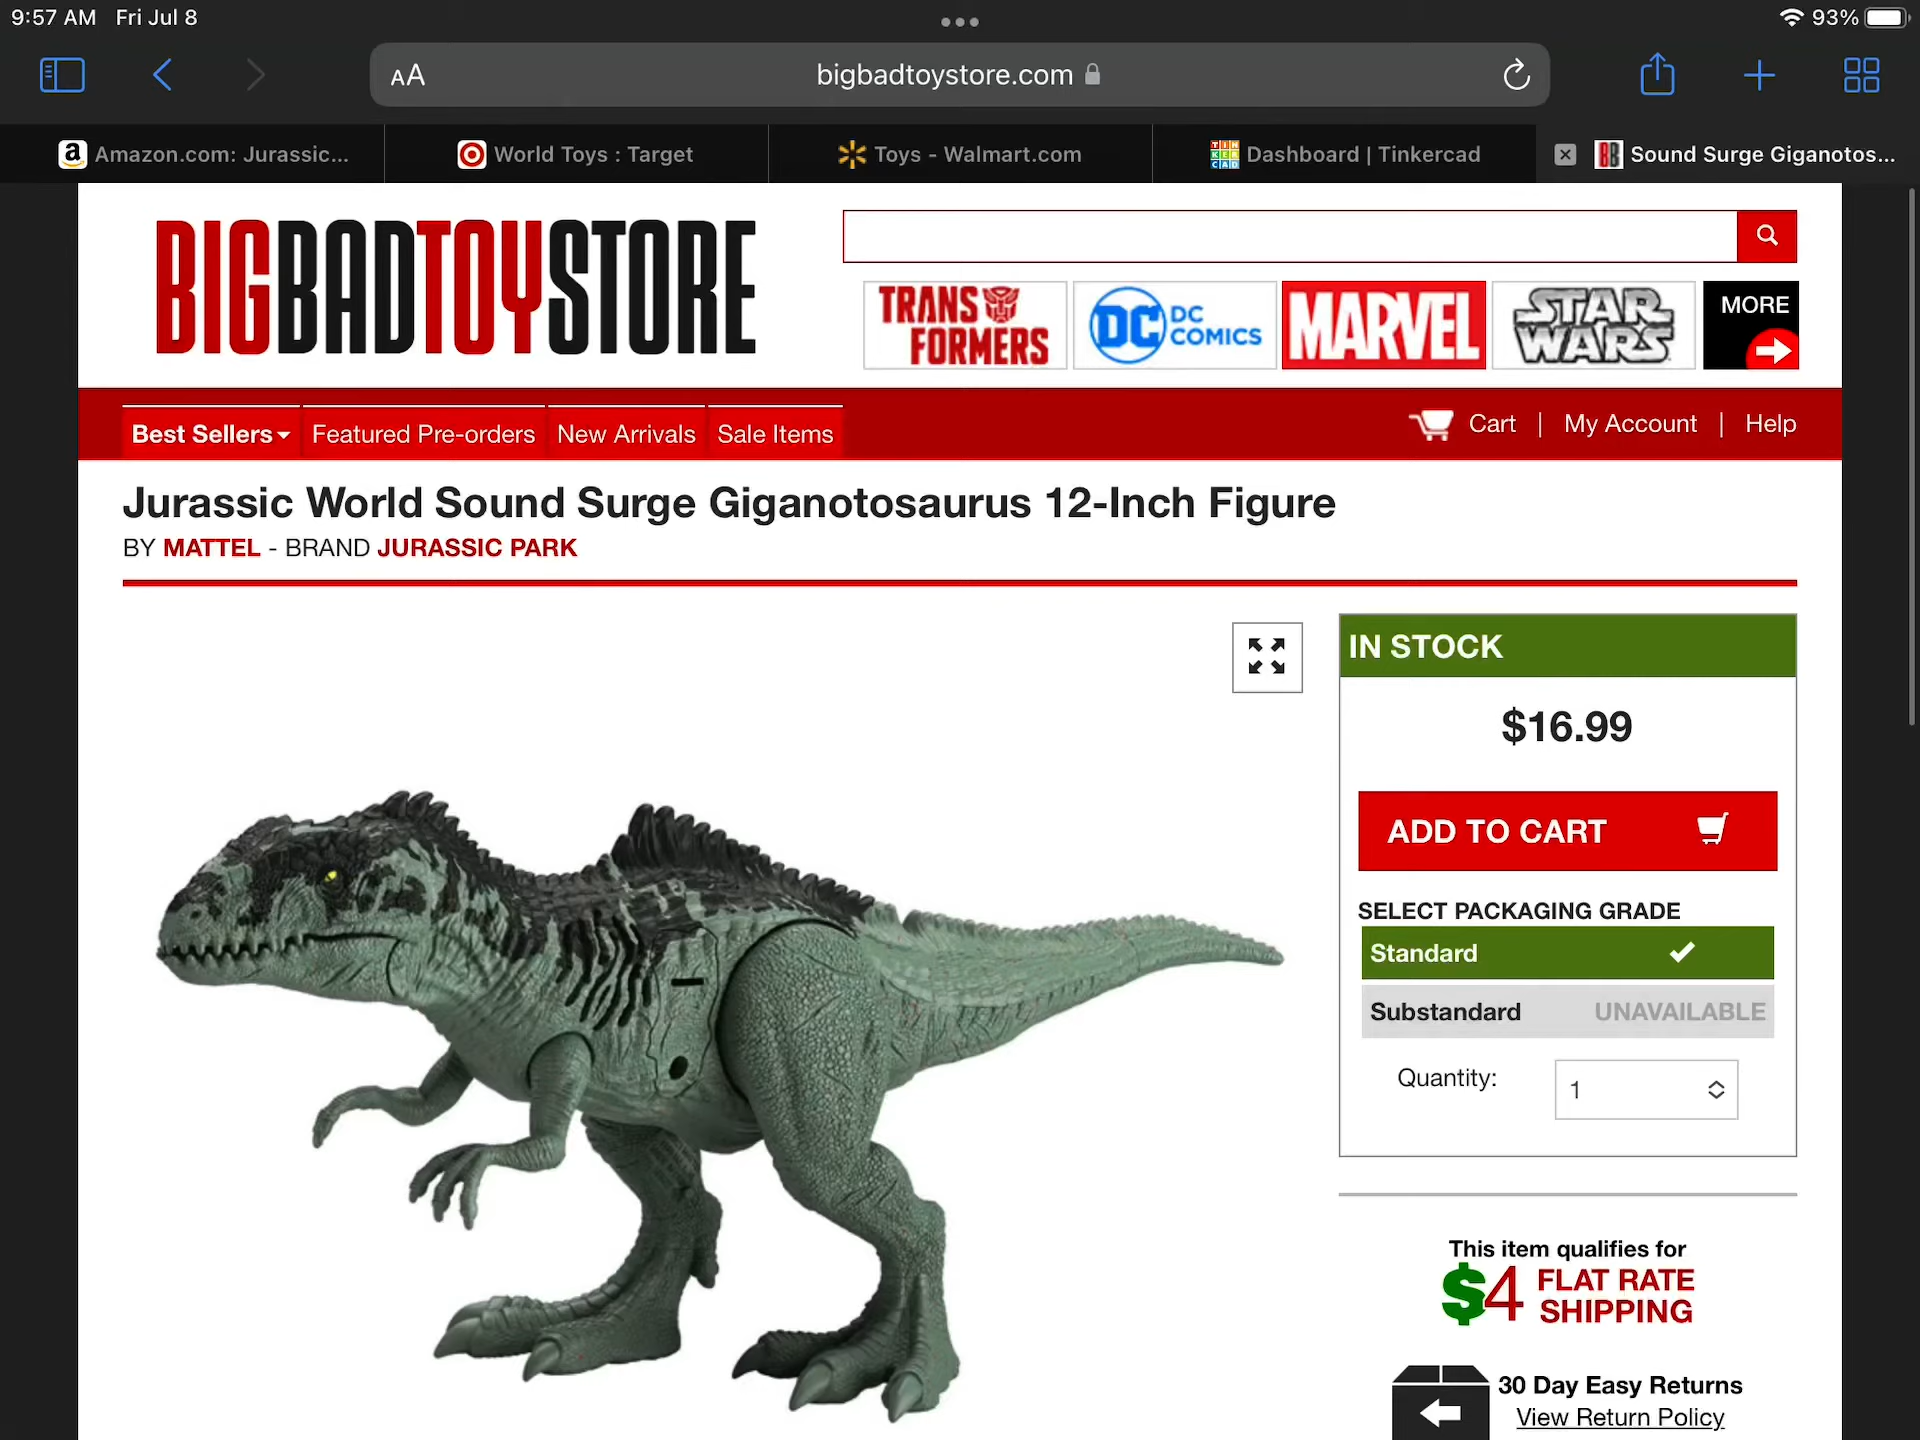 9:57 AM Fri Jul 8
93%
AA
bigbadtoystore.com
Amazon.com: Jurassic...
World Toys : Target
Toys - Walmart.com
Dashboard | Tinkercad
Sound Surge Giganotos...
BIGBADTOYSTORE
TRANSFORMERS
DC DC COMICS
MARVEL
STAR WARS
MORE
Best Sellers
Featured Pre-orders
New Arrivals
Sale Items
Cart | My Account | Help
Jurassic World Sound Surge Giganotosaurus 12-Inch Figure
BY MATTEL - BRAND JURASSIC PARK
IN STOCK
$16.99
ADD TO CART
SELECT PACKAGING GRADE
Standard
Substandard UNAVAILABLE
Quantity: 1
This item qualifies for
$4 FLAT RATE
SHIPPING
30 Day Easy Returns
View Return Policy